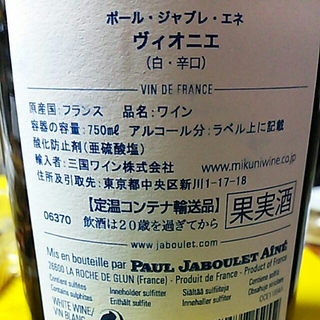 ポール・ジャブレ・エネ
ヴィオニエ
(白・辛口)
VIN DE FRANCE
原産国:フランス 品名:ワイン
容器の容量:750ml アルコール分:ラベル上に記載
酸化防止剤(亜硫酸塩)
輸入者:三国ワイン株式会社 www.mikuniwine.co.jp
住所及引取先:東京都中央区新川1-17-18
【定温コンテナ輸送品】 果実酒
06370 飲酒は20歳を過ぎてから
www.jaboulet.com
Mis en bouteille par PAUL JABOULET AÎNÉ
26600 LA ROCHE DE GLUN (France) - Produit de France - Product of France
Contient sulfites Inneholder sulfitter Sisältää sulfiitteja Contains sulfites
Contains sulphites Enthält sulfite Innehåller sulfiter
WHITE WINE/
VIN BLANC